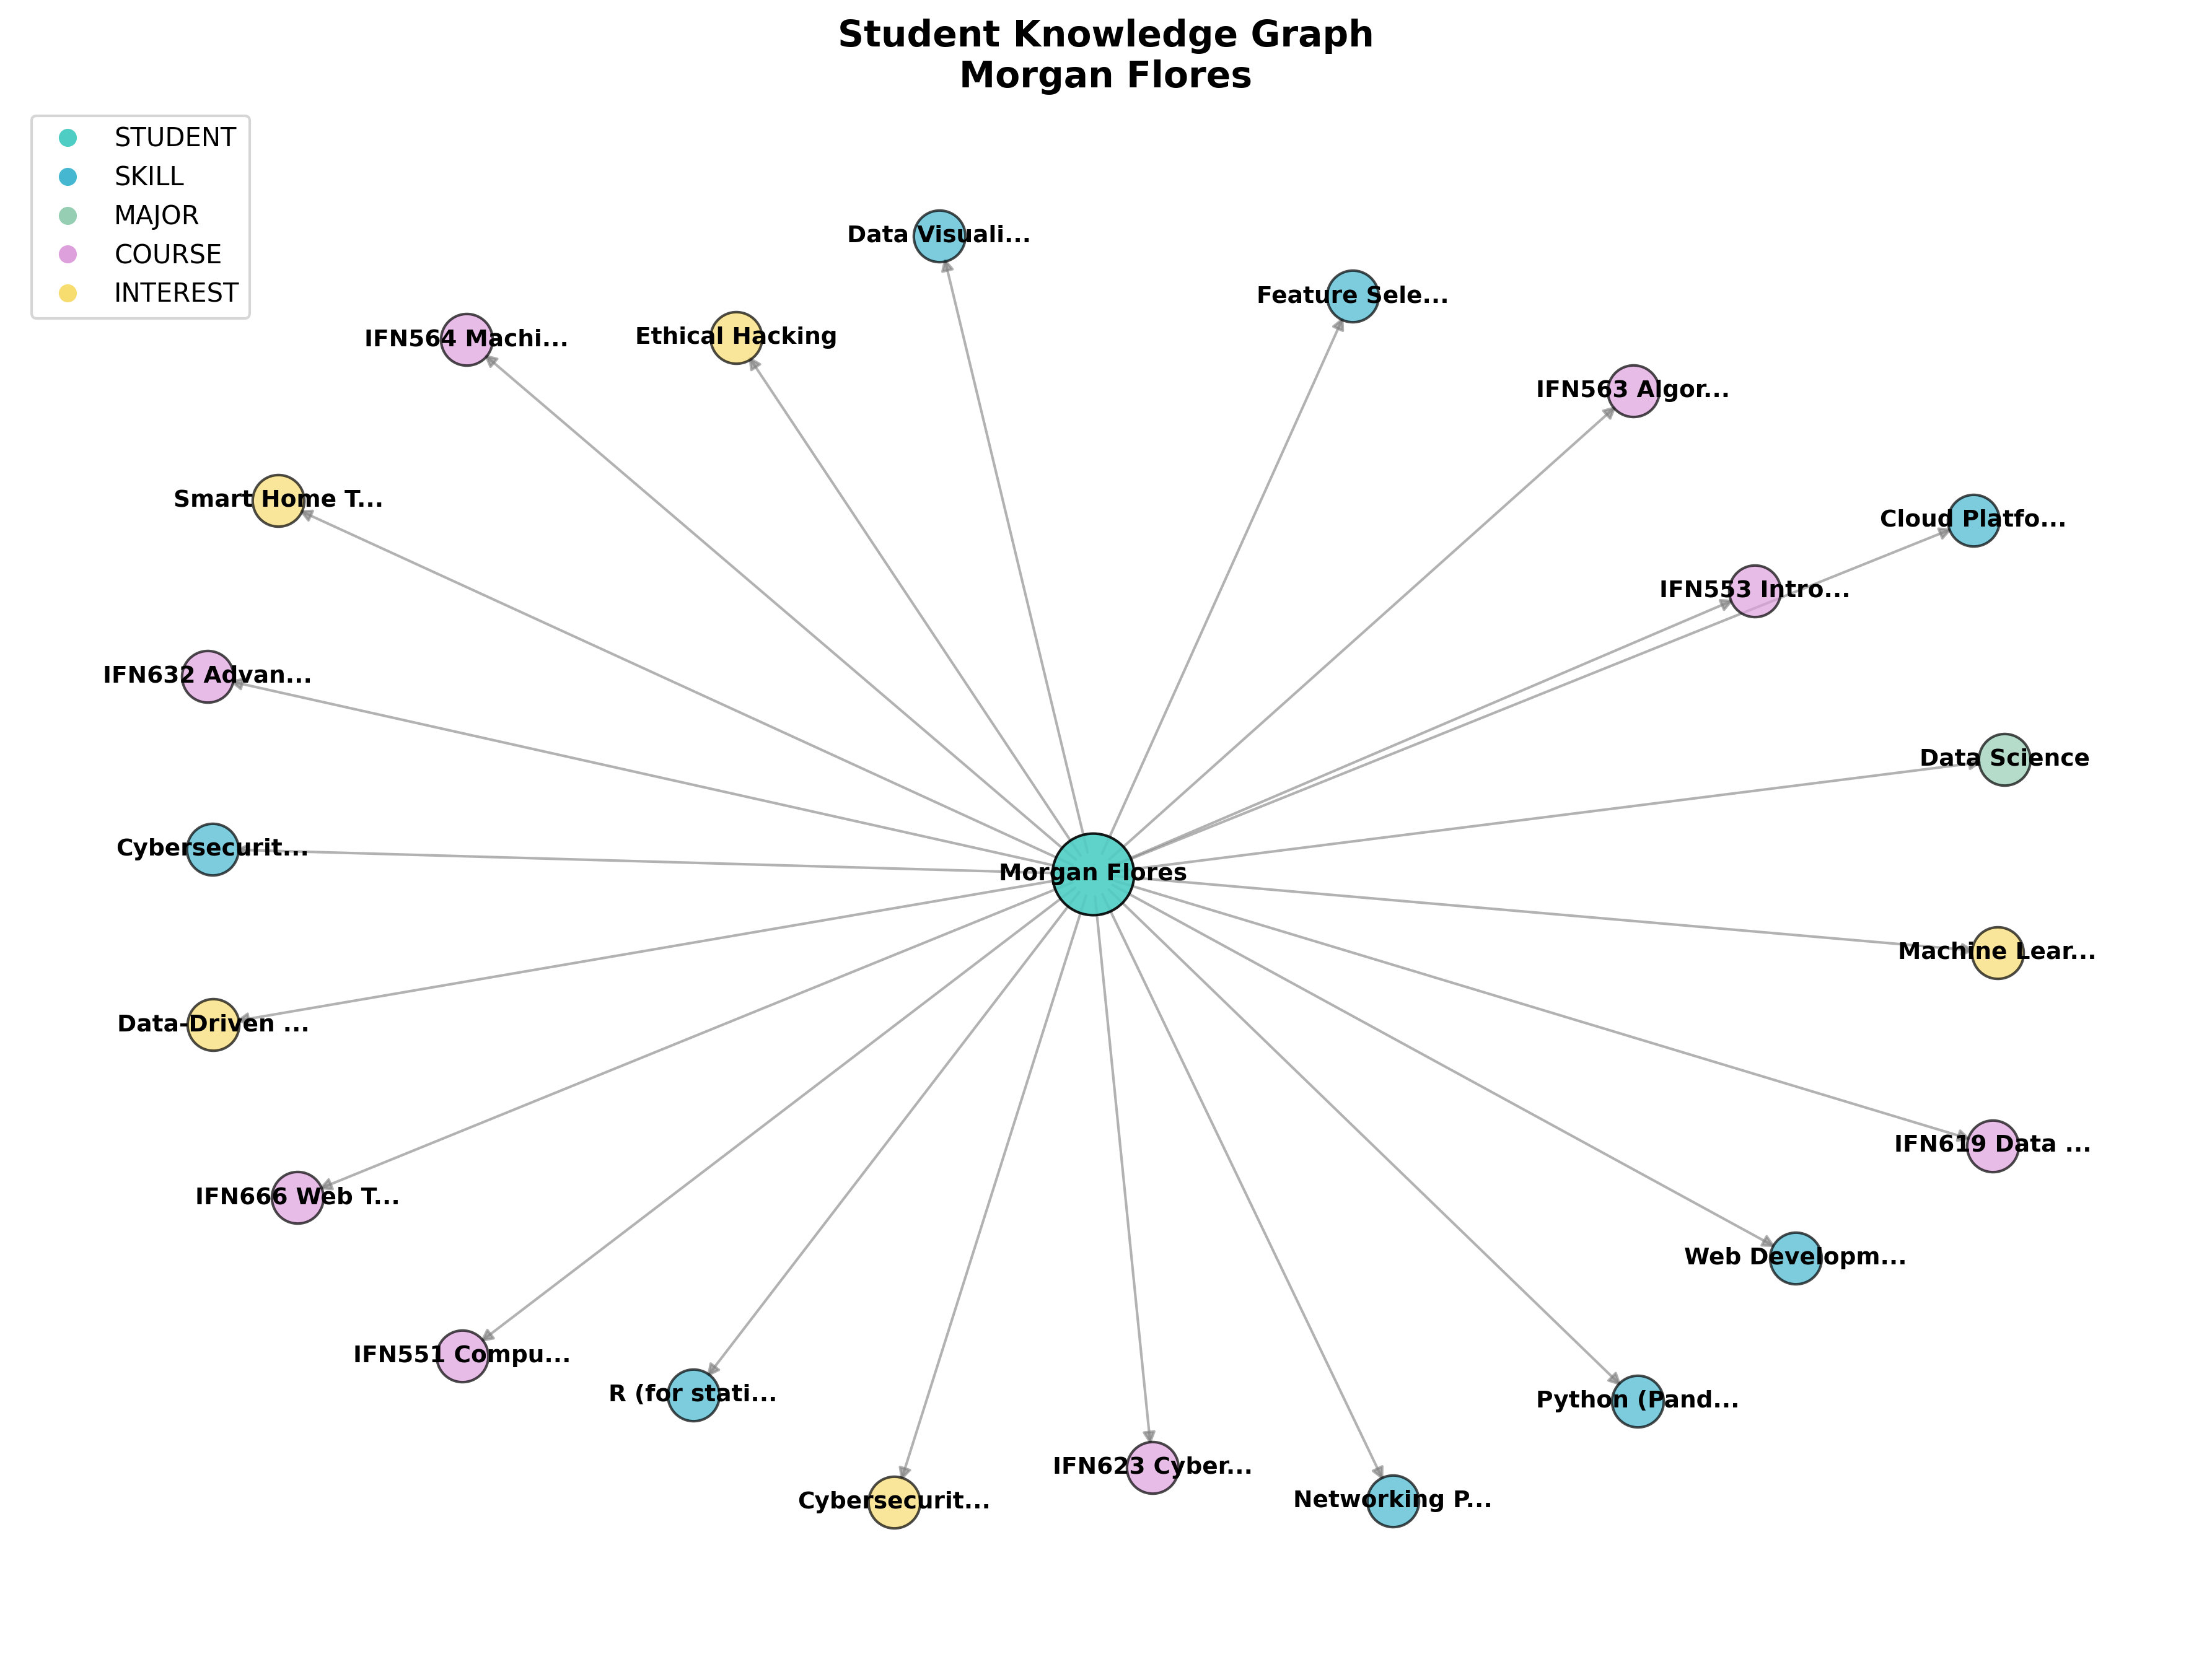 Student Knowledge Graph
Morgan Flores
STUDENT
SKILL
MAJOR
COURSE
INTEREST
Data Visuali...
Feature Sele...
IFN564 Machi...
Ethical Hacking
IFN563 Algor...
Smart Home T...
Cloud Platfo...
IFN553 Intro...
IFN632 Advan...
Data Science
Cybersecurit...
Morgan Flores
Machine Lear...
Data-Driven ...
IFN619 Data ...
IFN666 Web T...
Web Developm...
IFN551 Compu...
R (for stati...
Python (Pand...
IFN623 Cyber...
Cybersecurit...
Networking P...